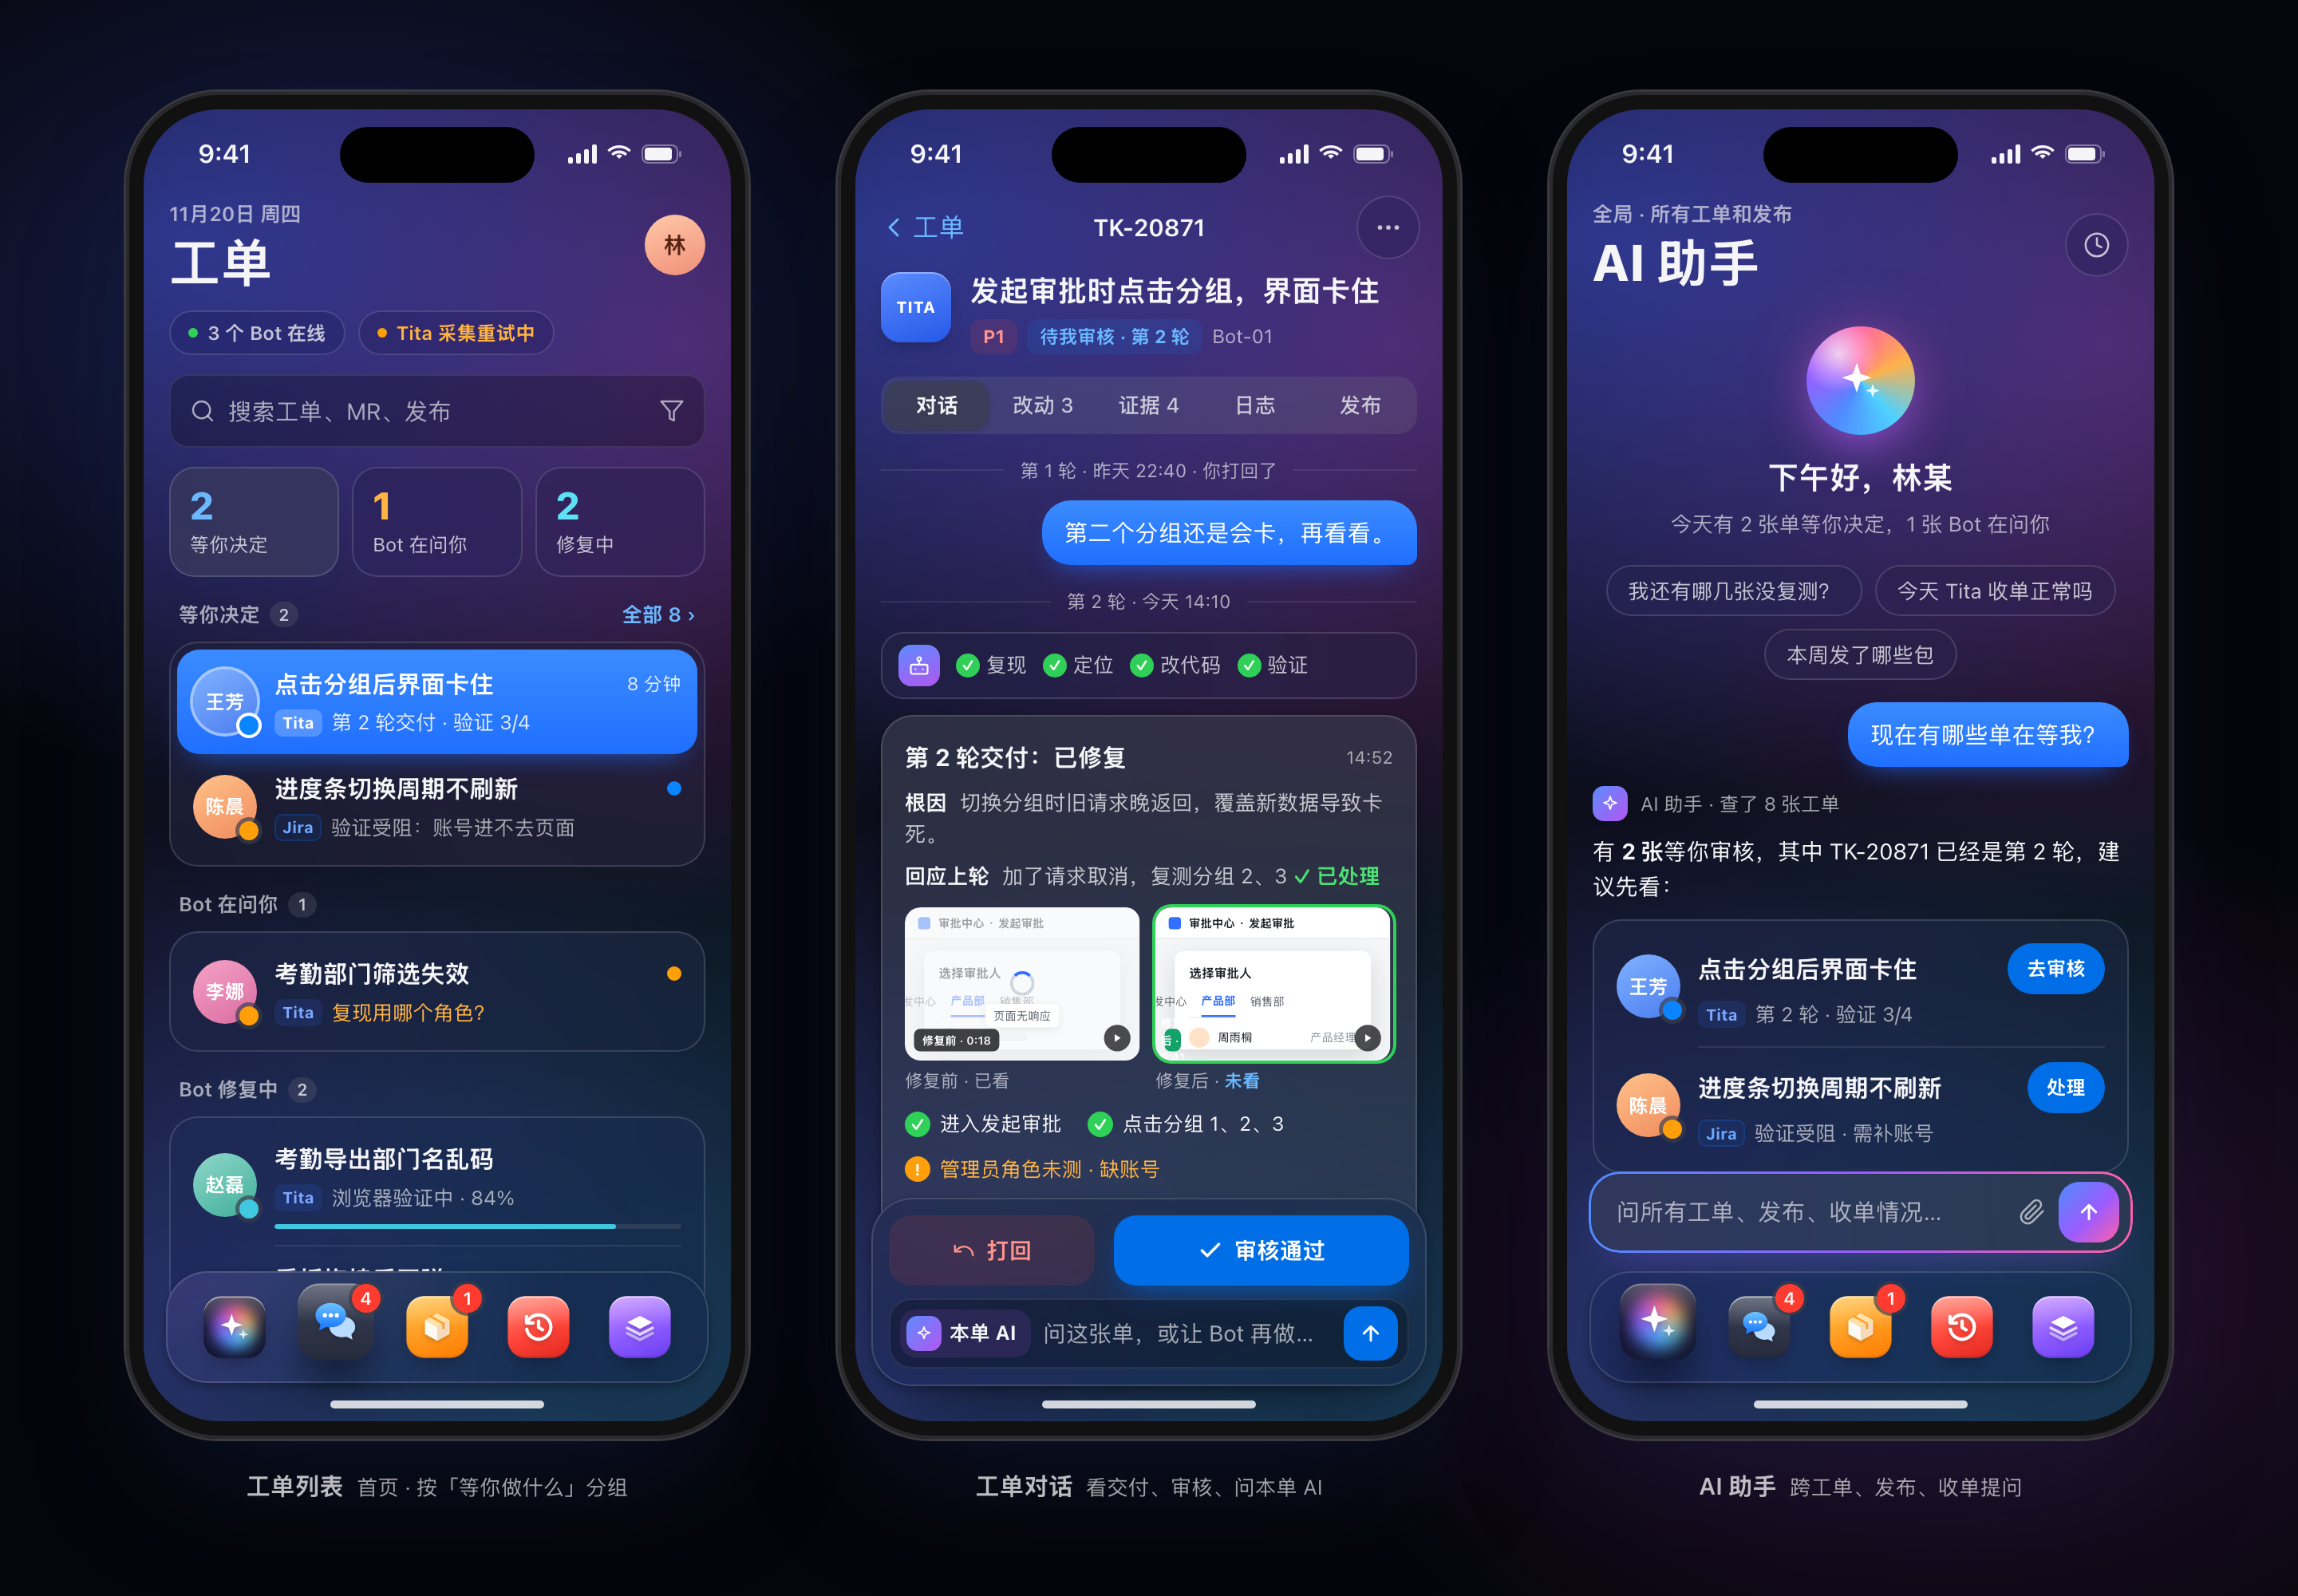 9:41
11月20日 周四
工单
林
3 个 Bot 在线
Tita 采集重试中
搜索工单、MR、发布
2
等你决定
1
Bot 在问你
2
修复中
等你决定 2
全部 8 ›
王芳
点击分组后界面卡住
8 分钟
Tita 第 2 轮交付 · 验证 3/4
陈晨
进度条切换周期不刷新
Jira 验证受阻：账号进不去页面
Bot 在问你 1
李娜
考勤部门筛选失效
Tita 复现用哪个角色?
Bot 修复中 2
赵磊
考勤导出部门名乱码
Tita 浏览器验证中 · 84%
4
1
工单列表 首页 · 按「等你做什么」分组
9:41
工单
TK-20871
TITA
发起审批时点击分组，界面卡住
P1 待我审核 · 第 2 轮 Bot-01
对话 改动 3 证据 4 日志 发布
第 1 轮 · 昨天 22:40 · 你打回了
第二个分组还是会卡，再看看。
第 2 轮 · 今天 14:10
复现 定位 改代码 验证
第 2 轮交付：已修复
14:52
根因 切换分组时旧请求晚返回，覆盖新数据导致卡
死。
回应上轮 加了请求取消，复测分组 2、3 ✓ 已处理
审批中心 · 发起审批
选择审批人
发中心 产品部 销售部
页面无响应
修复前 · 0:18
审批中心 · 发起审批
选择审批人
发中心 产品部 销售部
后 ·
周雨桐
产品经理
修复前 · 已看
修复后 · 未看
进入发起审批
点击分组 1、2、3
管理员角色未测 · 缺账号
打回
审核通过
本单 AI
问这张单，或让 Bot 再做...
工单对话 看交付、审核、问本单 AI
9:41
全局 · 所有工单和发布
AI 助手
下午好，林某
今天有 2 张单等你决定，1 张 Bot 在问你
我还有哪几张没复测？
今天 Tita 收单正常吗
本周发了哪些包
现在有哪些单在等我？
AI 助手 · 查了 8 张工单
有 2 张等你审核，其中 TK-20871 已经是第 2 轮，建
议先看：
王芳
点击分组后界面卡住
去审核
Tita 第 2 轮 · 验证 3/4
陈晨
进度条切换周期不刷新
处理
Jira 验证受阻 · 需补账号
问所有工单、发布、收单情况...
4
1
AI 助手 跨工单、发布、收单提问